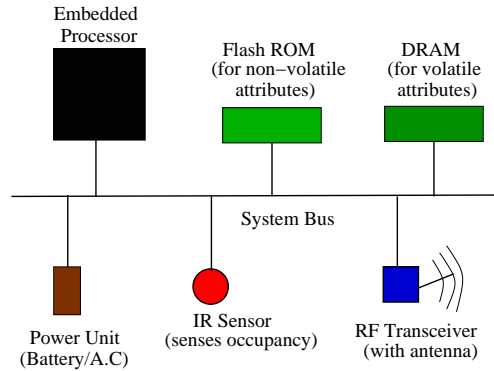 Embedded
Processor
Flash ROM
(for non−volatile
attributes)
DRAM
(for volatile
attributes)
System Bus
Power Unit
(Battery/A.C)
IR Sensor
(senses occupancy)
RF Transceiver
(with antenna)